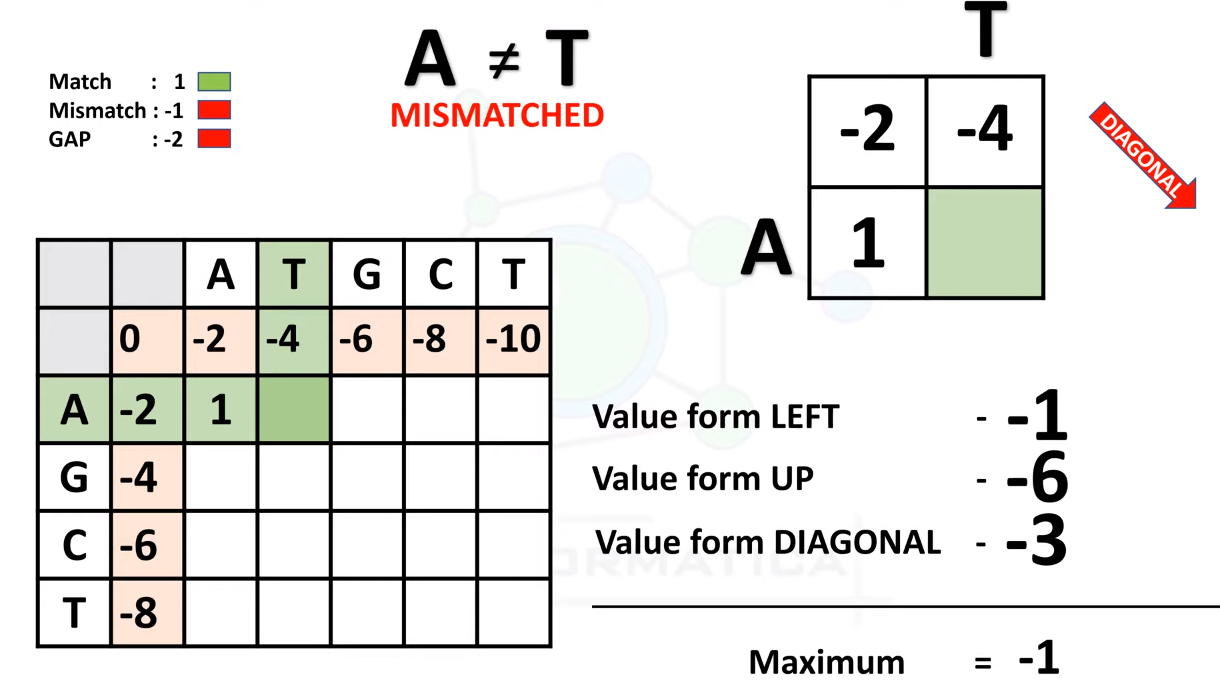 T
A ≠ T
MISMATCHED
Match : 1
Mismatch : -1
GAP : -2
-2 -4
A 1
DIAGONAL
A T G C T
0 -2 -4 -6 -8 -10
A -2 1
G -4
C -6
T -8
Value form LEFT - -1
Value form UP - -6
Value form DIAGONAL - -3
Maximum = -1